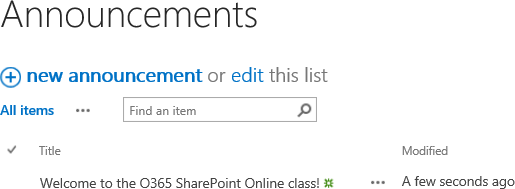 Announcements
new announcement or edit this list
All items ••• Find an item
Title Modified
Welcome to the O365 SharePoint Online class! ••• A few seconds ago